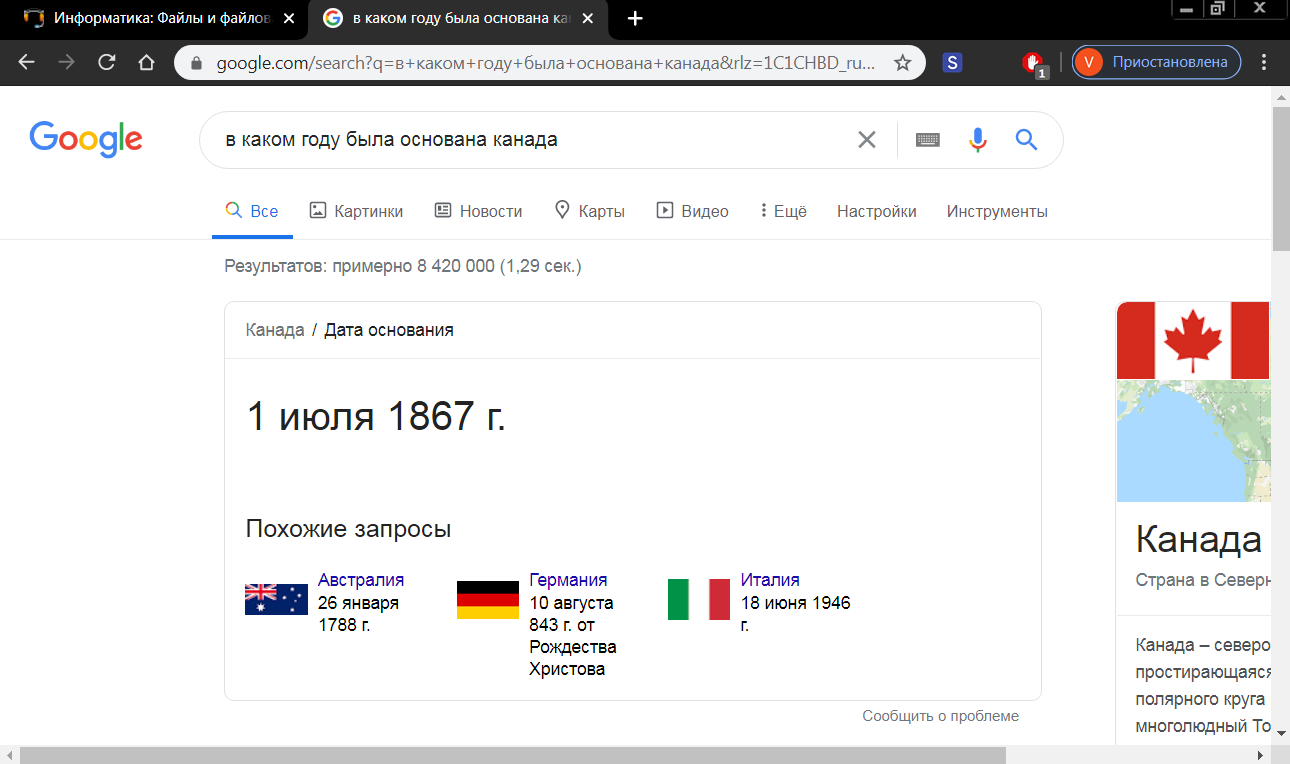 Информатика: Файлы и файлов
в каком году была основана ка
google.com/search?q=в+каком+году+была+основана+канада&rlz=1C1CHBD_ru...
S
1
V
Приостановлена
Google
в каком году была основана канада
Все
Картинки
Новости
Карты
Видео
Ещё
Настройки
Инструменты
Результатов: примерно 8 420 000 (1,29 сек.)
Канада / Дата основания
1 июля 1867 г.
Похожие запросы
Австралия
26 января
1788 г.
Германия
10 августа
843 г. от
Рождества
Христова
Италия
18 июня 1946
г.
Сообщить о проблеме
Канада
Страна в Северн
Канада – северо
простирающаяся
полярного круга
многолюдный То